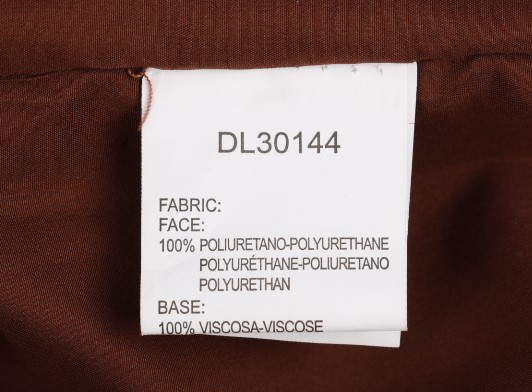 DL30144
FABRIC:
FACE:
100% POLIURETANO-POLYURETHANE
POLYURÉTHANE-POLIURETANO
POLYURETHAN
BASE:
100% VISCOSA-VISCOSE